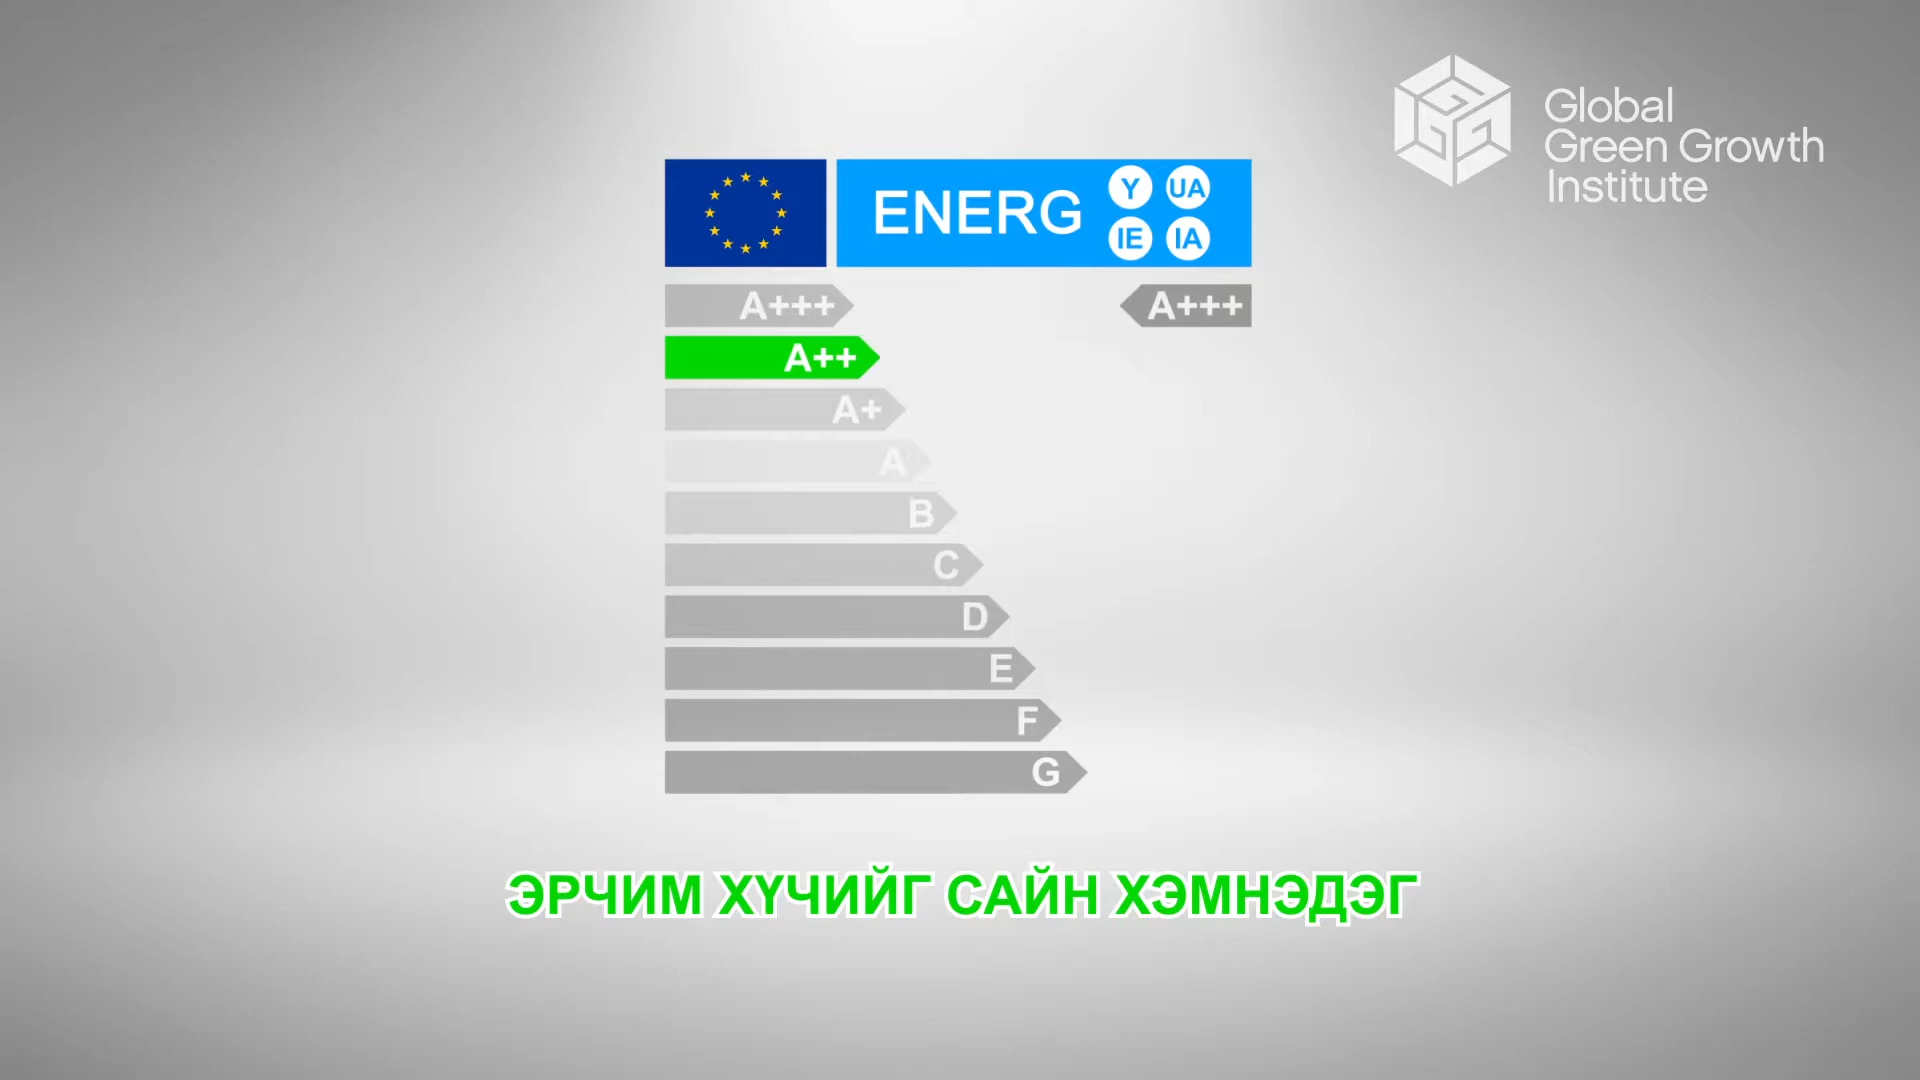 Global
Green Growth
Institute
ENERG
Y UA
IE IA
A+++ A+++
A++
A+
A
B
C
D
E
F
G
ЭРЧИМ ХҮЧИЙГ САЙН ХЭМНЭДЭГ